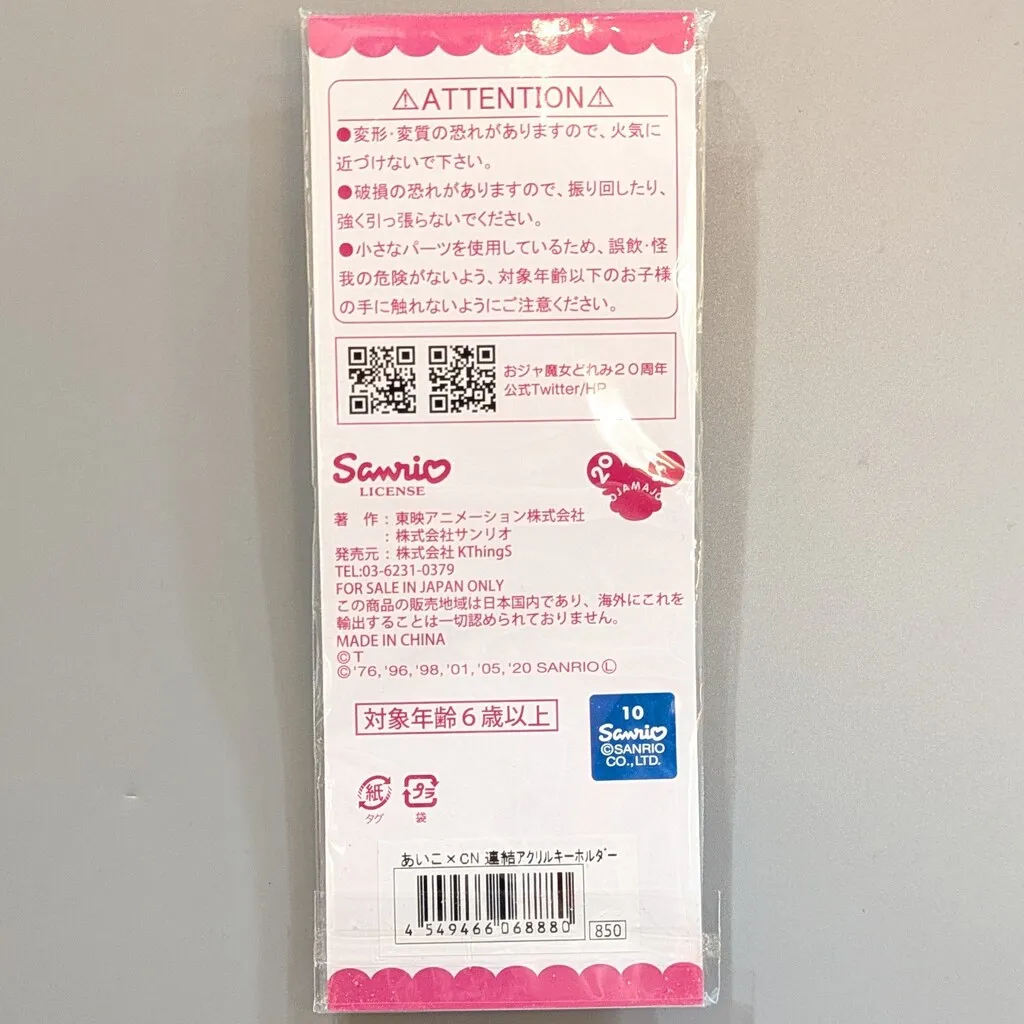 ⚠ATTENTION⚠
●変形・変質の恐れがありますので、火気に
近づけないで下さい。
●破損の恐れがありますので、振り回したり、
強く引っ張らないでください。
●小さなパーツを使用しているため、誤飲・怪
我の危険がないよう、対象年齢以下のお子様
の手に触れないようにご注意ください。
おジャ魔女どれみ20周年
公式Twitter/HP
Sanrio
LICENSE
20
OJAMAJO
著 作 : 東映アニメーション株式会社
: 株式会社サンリオ
発売元 : 株式会社 KThingS
TEL:03-6231-0379
FOR SALE IN JAPAN ONLY
この商品の販売地域は日本国内であり、海外にこれを
輸出することは一切認められておりません。
MADE IN CHINA
©T
©'76,'96,'98,'01,'05,'20 SANRIO Ⓛ
対象年齢6歳以上
10
Sanrio
©SANRIO
CO.,LTD.
紙
タグ
プラ
袋
あいこ×CN 連結アクリルキーホルダー
4 549466 068880
850